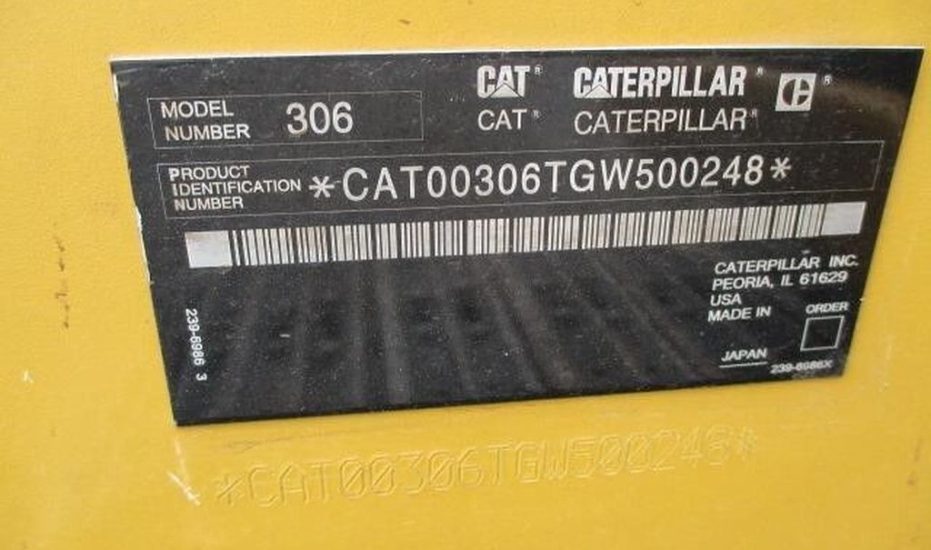 CAT® CATERPILLAR® C®
CAT® CATERPILLAR®
MODEL NUMBER 306
PRODUCT IDENTIFICATION NUMBER *CAT00306TGW500248*
CATERPILLAR INC.
PEORIA, IL 61629
USA
MADE IN
ORDER
JAPAN
239-6986X
239-6986 3
*CAT00306TGW500248*